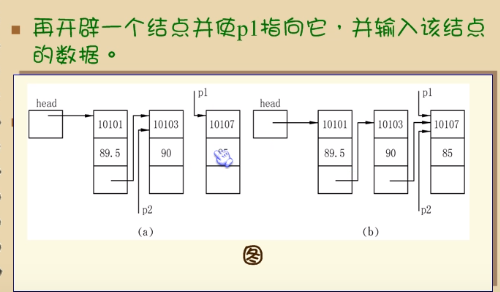 再开辟一个结点并使p1指向它，并输入该结点
的数据。
p1 p1
head head
10101 10103 10107 10101 10103 10107
89.5 90 89.5 90 85
p2 p2
(a) (b)
图